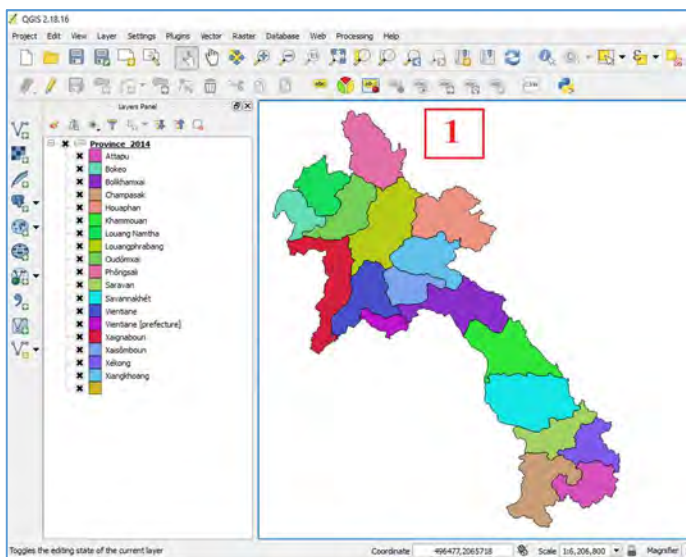 QGIS 2.18.16
Project Edit View Layer Settings Plugins Vector Raster Database Web Processing Help
Layers Panel
Province_2014
Attapu
Bokeo
Bolikhamxai
Champasak
Houaphan
Khammouan
Louang Namtha
Louangphrabang
Oudômxai
Phôngsali
Saravan
Savannakhét
Vientiane
Vientiane [prefecture]
Xaignabouri
Xaisômboun
Xékong
Xiangkhoang
1
Toggles the editing state of the current layer Coordinate 496477,2065718 Scale 1:6,206,800 Magnifier